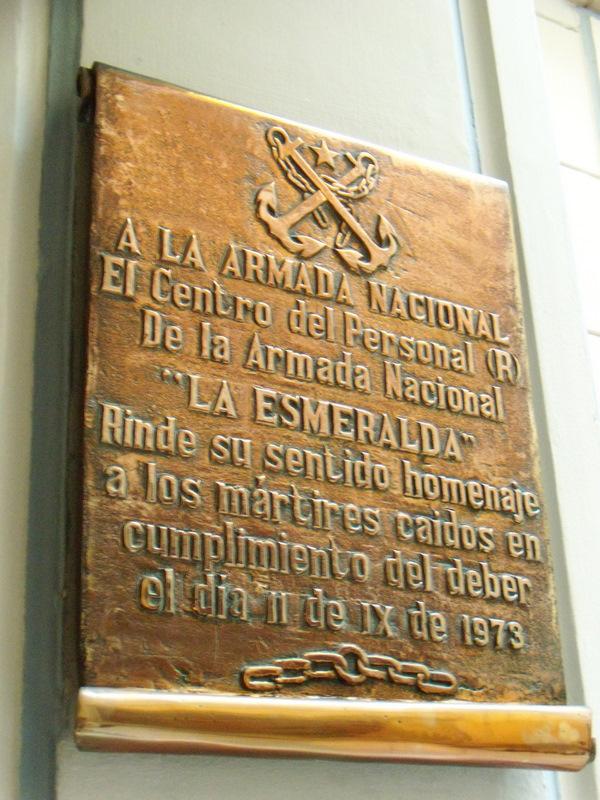 A LA ARMADA NACIONAL
El Centro del Personal (R)
De la Armada Nacional
"LA ESMERALDA"
Rinde su sentido homenaje
a los mártires caidos en
cumplimiento del deber
el día 11 de IX de 1973